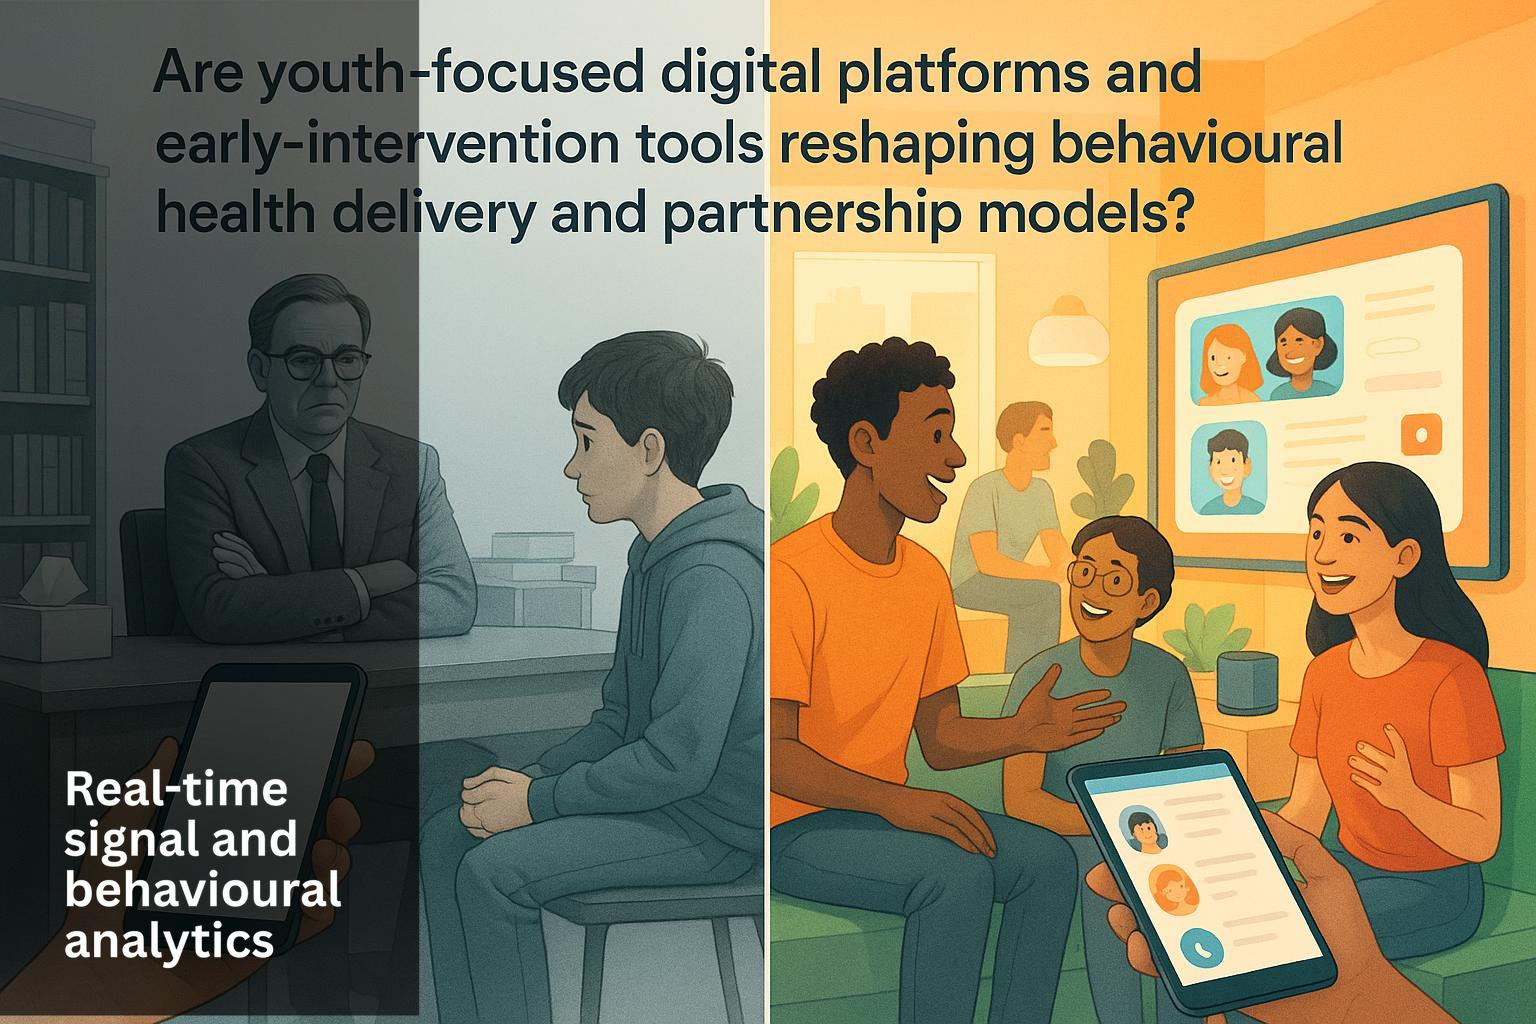 Are youth-focused digital platforms and
early-intervention tools reshaping behavioural
health delivery and partnership models?
Real-time
signal and
behavioural
analytics